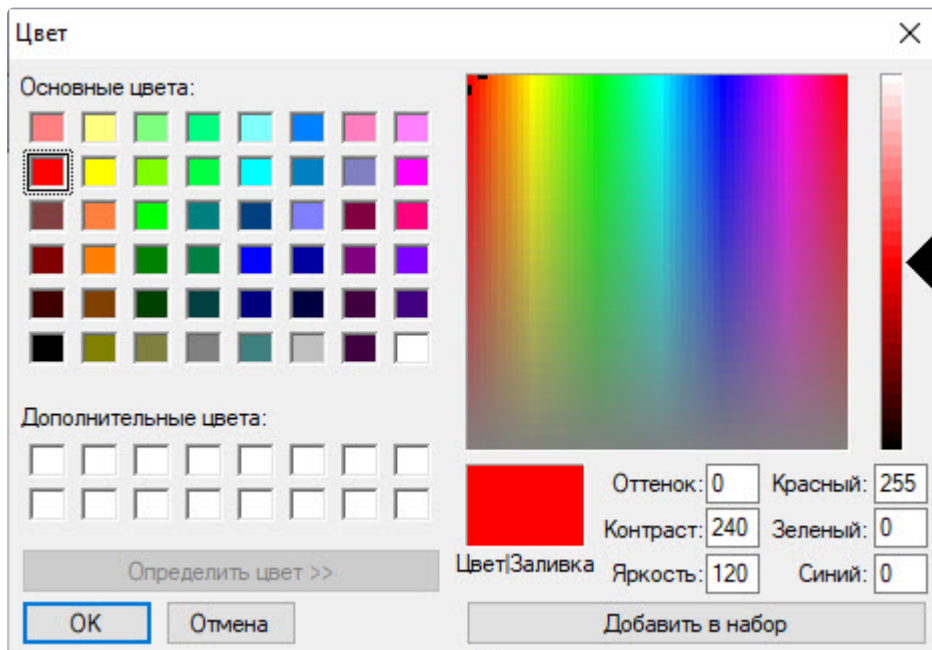 Цвет
Основные цвета:
Дополнительные цвета:
Определить цвет >>
OK
Отмена
Цвет|Заливка
Оттенок: 0
Контраст: 240
Яркость: 120
Красный: 255
Зеленый: 0
Синий: 0
Добавить в набор